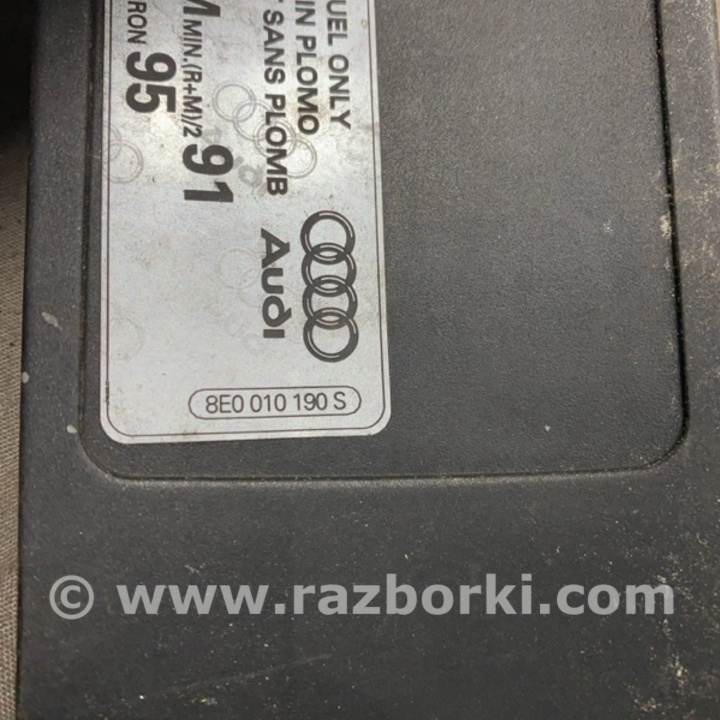 UEL ONLY
IN PLOMO
SANS PLOMB
MIN.(R+M)/2 91
RON 95
Audi
8E0 010 190 S
© www.razborki.com